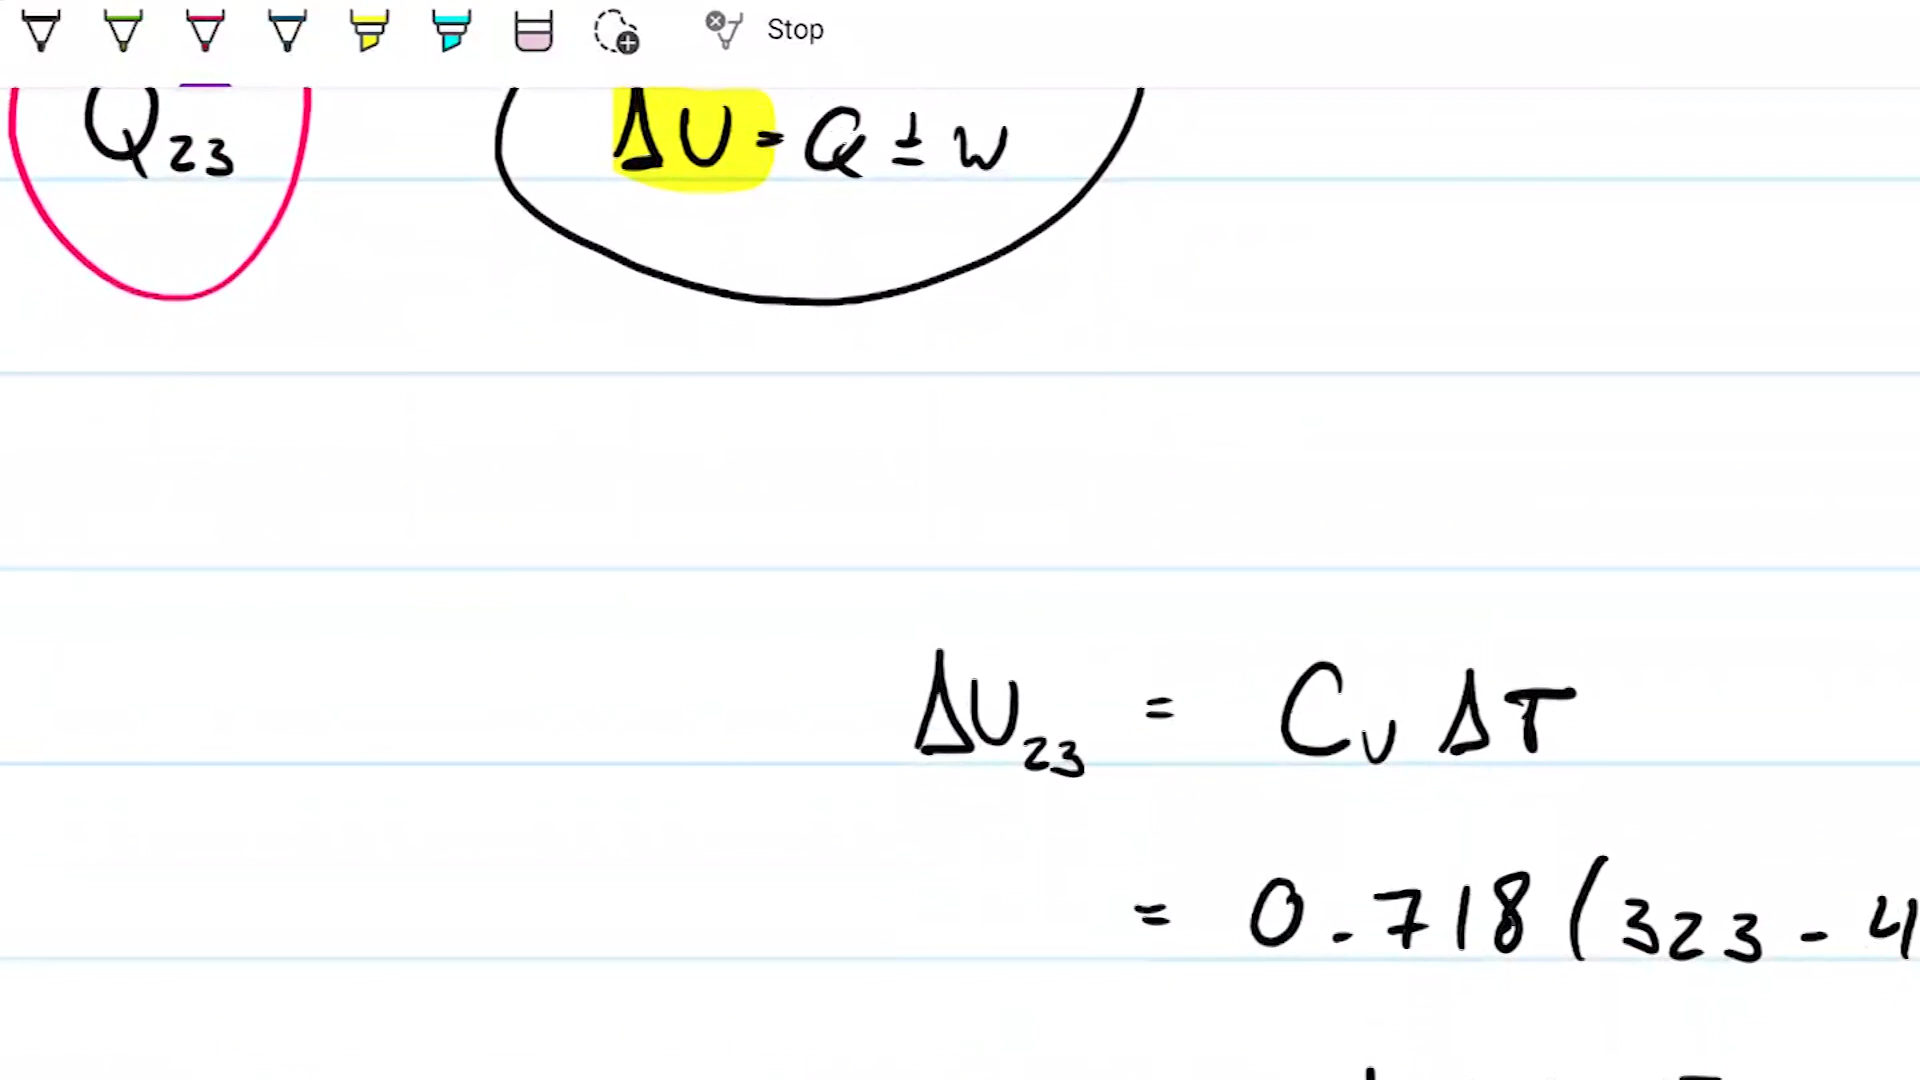 Stop
Q23
ΔU = Q ± W
ΔU23 = Cv ΔT
= 0.718 (323 - 4